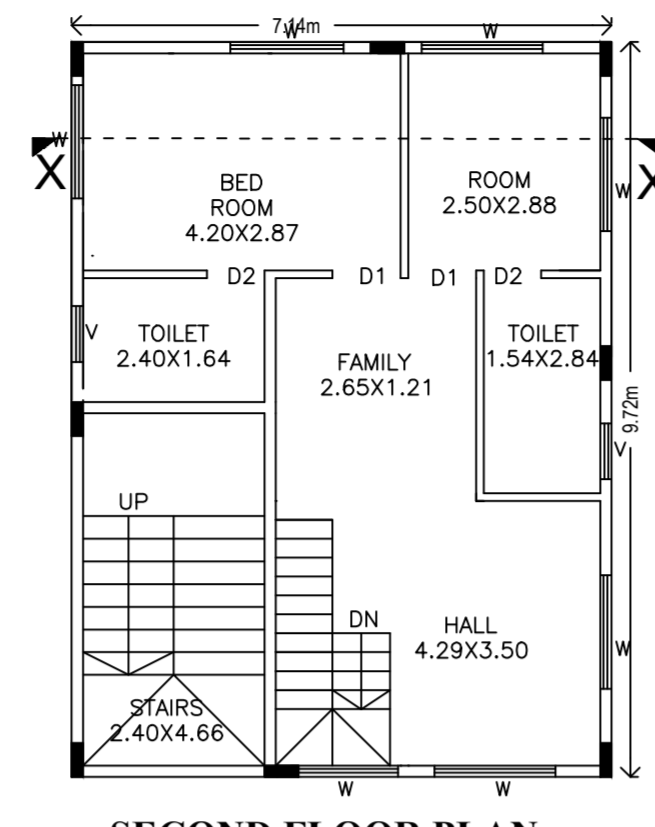 7.14m
W
W
W
X
X
BED
ROOM
4.20X2.87
ROOM
2.50X2.88
W
D2
D1
D1
D2
V
TOILET
2.40X1.64
FAMILY
2.65X1.21
TOILET
1.54X2.84
9.72m
V
UP
DN
HALL
4.29X3.50
W
STAIRS
2.40X4.66
W
W
SECOND FLOOR PLAN